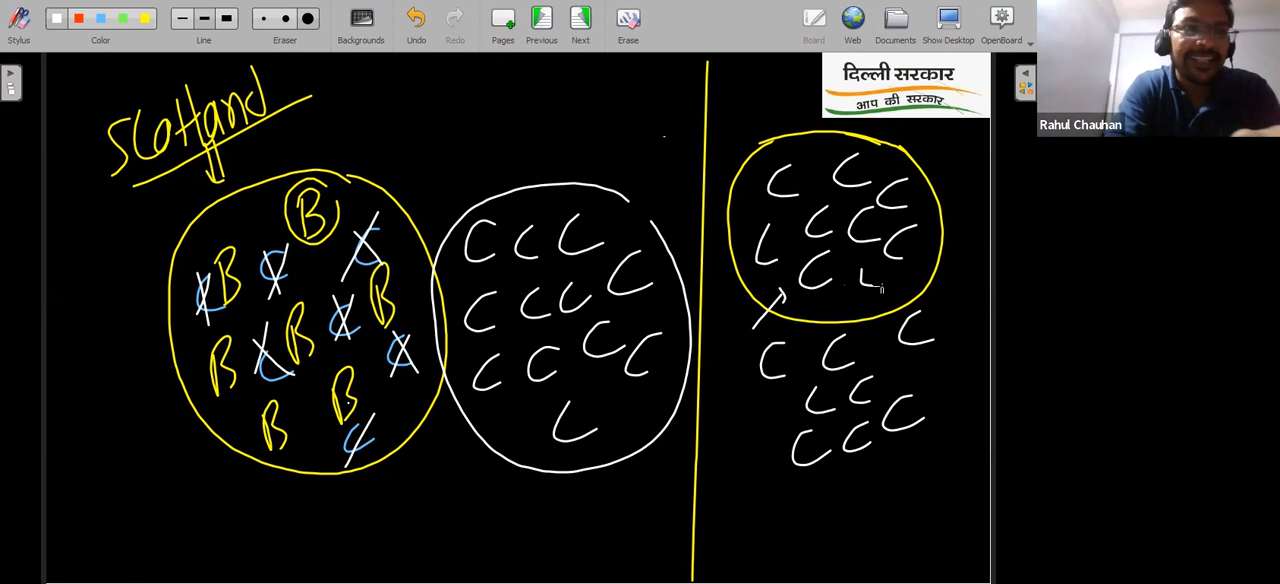 Stylus
Color
Line
Eraser
Backgrounds
Undo
Redo
Pages
Previous
Next
Erase
Board
Web
Documents
Show Desktop
OpenBoard
Rahul Chauhan
दिल्ली सरकार
आप की सरकार
Scotland
B
B C C C
B C B C B
C B C
B B C
C C C
C C C C
C C C C
C
C C C
C C C C
C C
C
C C
C C C
C C